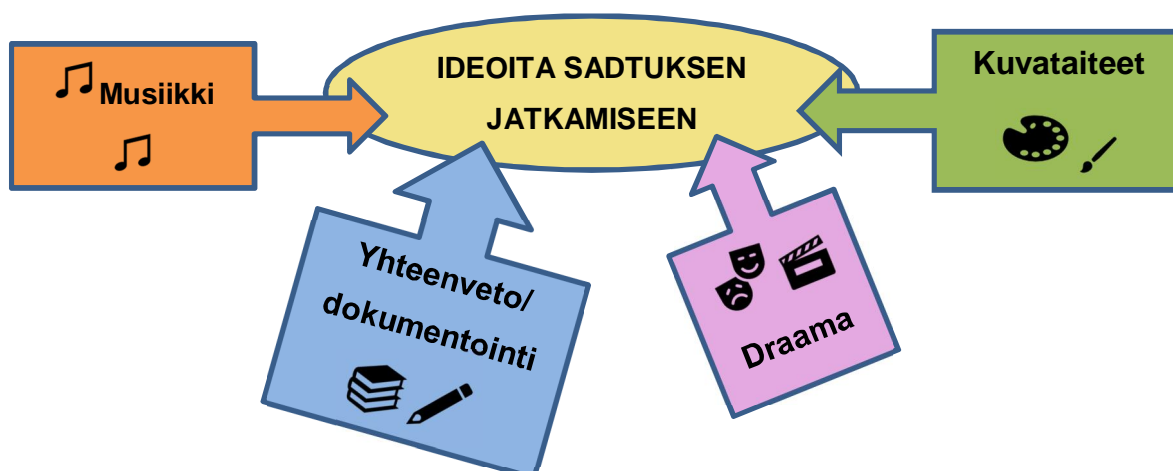 IDEOITA SADTUKSEN
JATKAMISEEN
Musiikki
Kuvataiteet
Yhteenveto/
dokumentointi
Draama